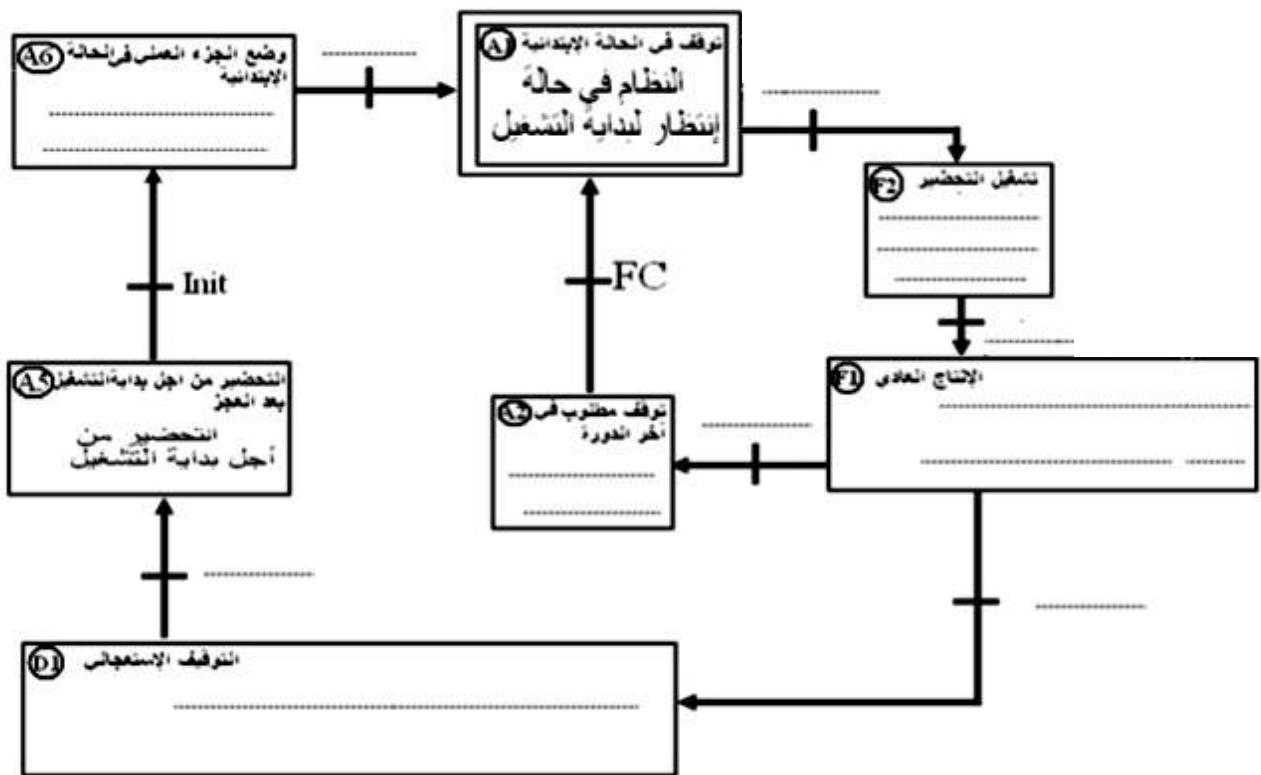 A6 وضع الجزء العملي في الحالة
الإبتدائية
A1 توقف في الحالة الإبتدائية
النظام في حالة
إنتظار لبداية التشغيل
F2 تشغيل التحضير
Init
FC
A5 التحضير من اجل بداية التشغيل
بعد العجز
التحضير من
أجل بداية التشغيل
A2 توقف مطلوب في
آخر الدورة
F1 الإنتاج العادي
D1 التوقيف الإستعجالي